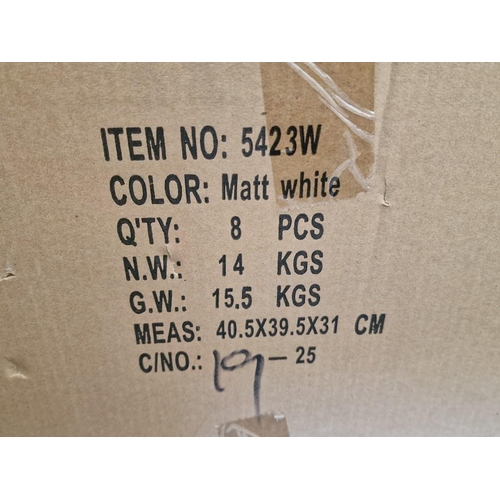 ITEM NO: 5423W
COLOR: Matt white
Q'TY: 8 PCS
N.W.: 14 KGS
G.W.: 15.5 KGS
MEAS: 40.5X39.5X31 CM
C/NO.: 19-25